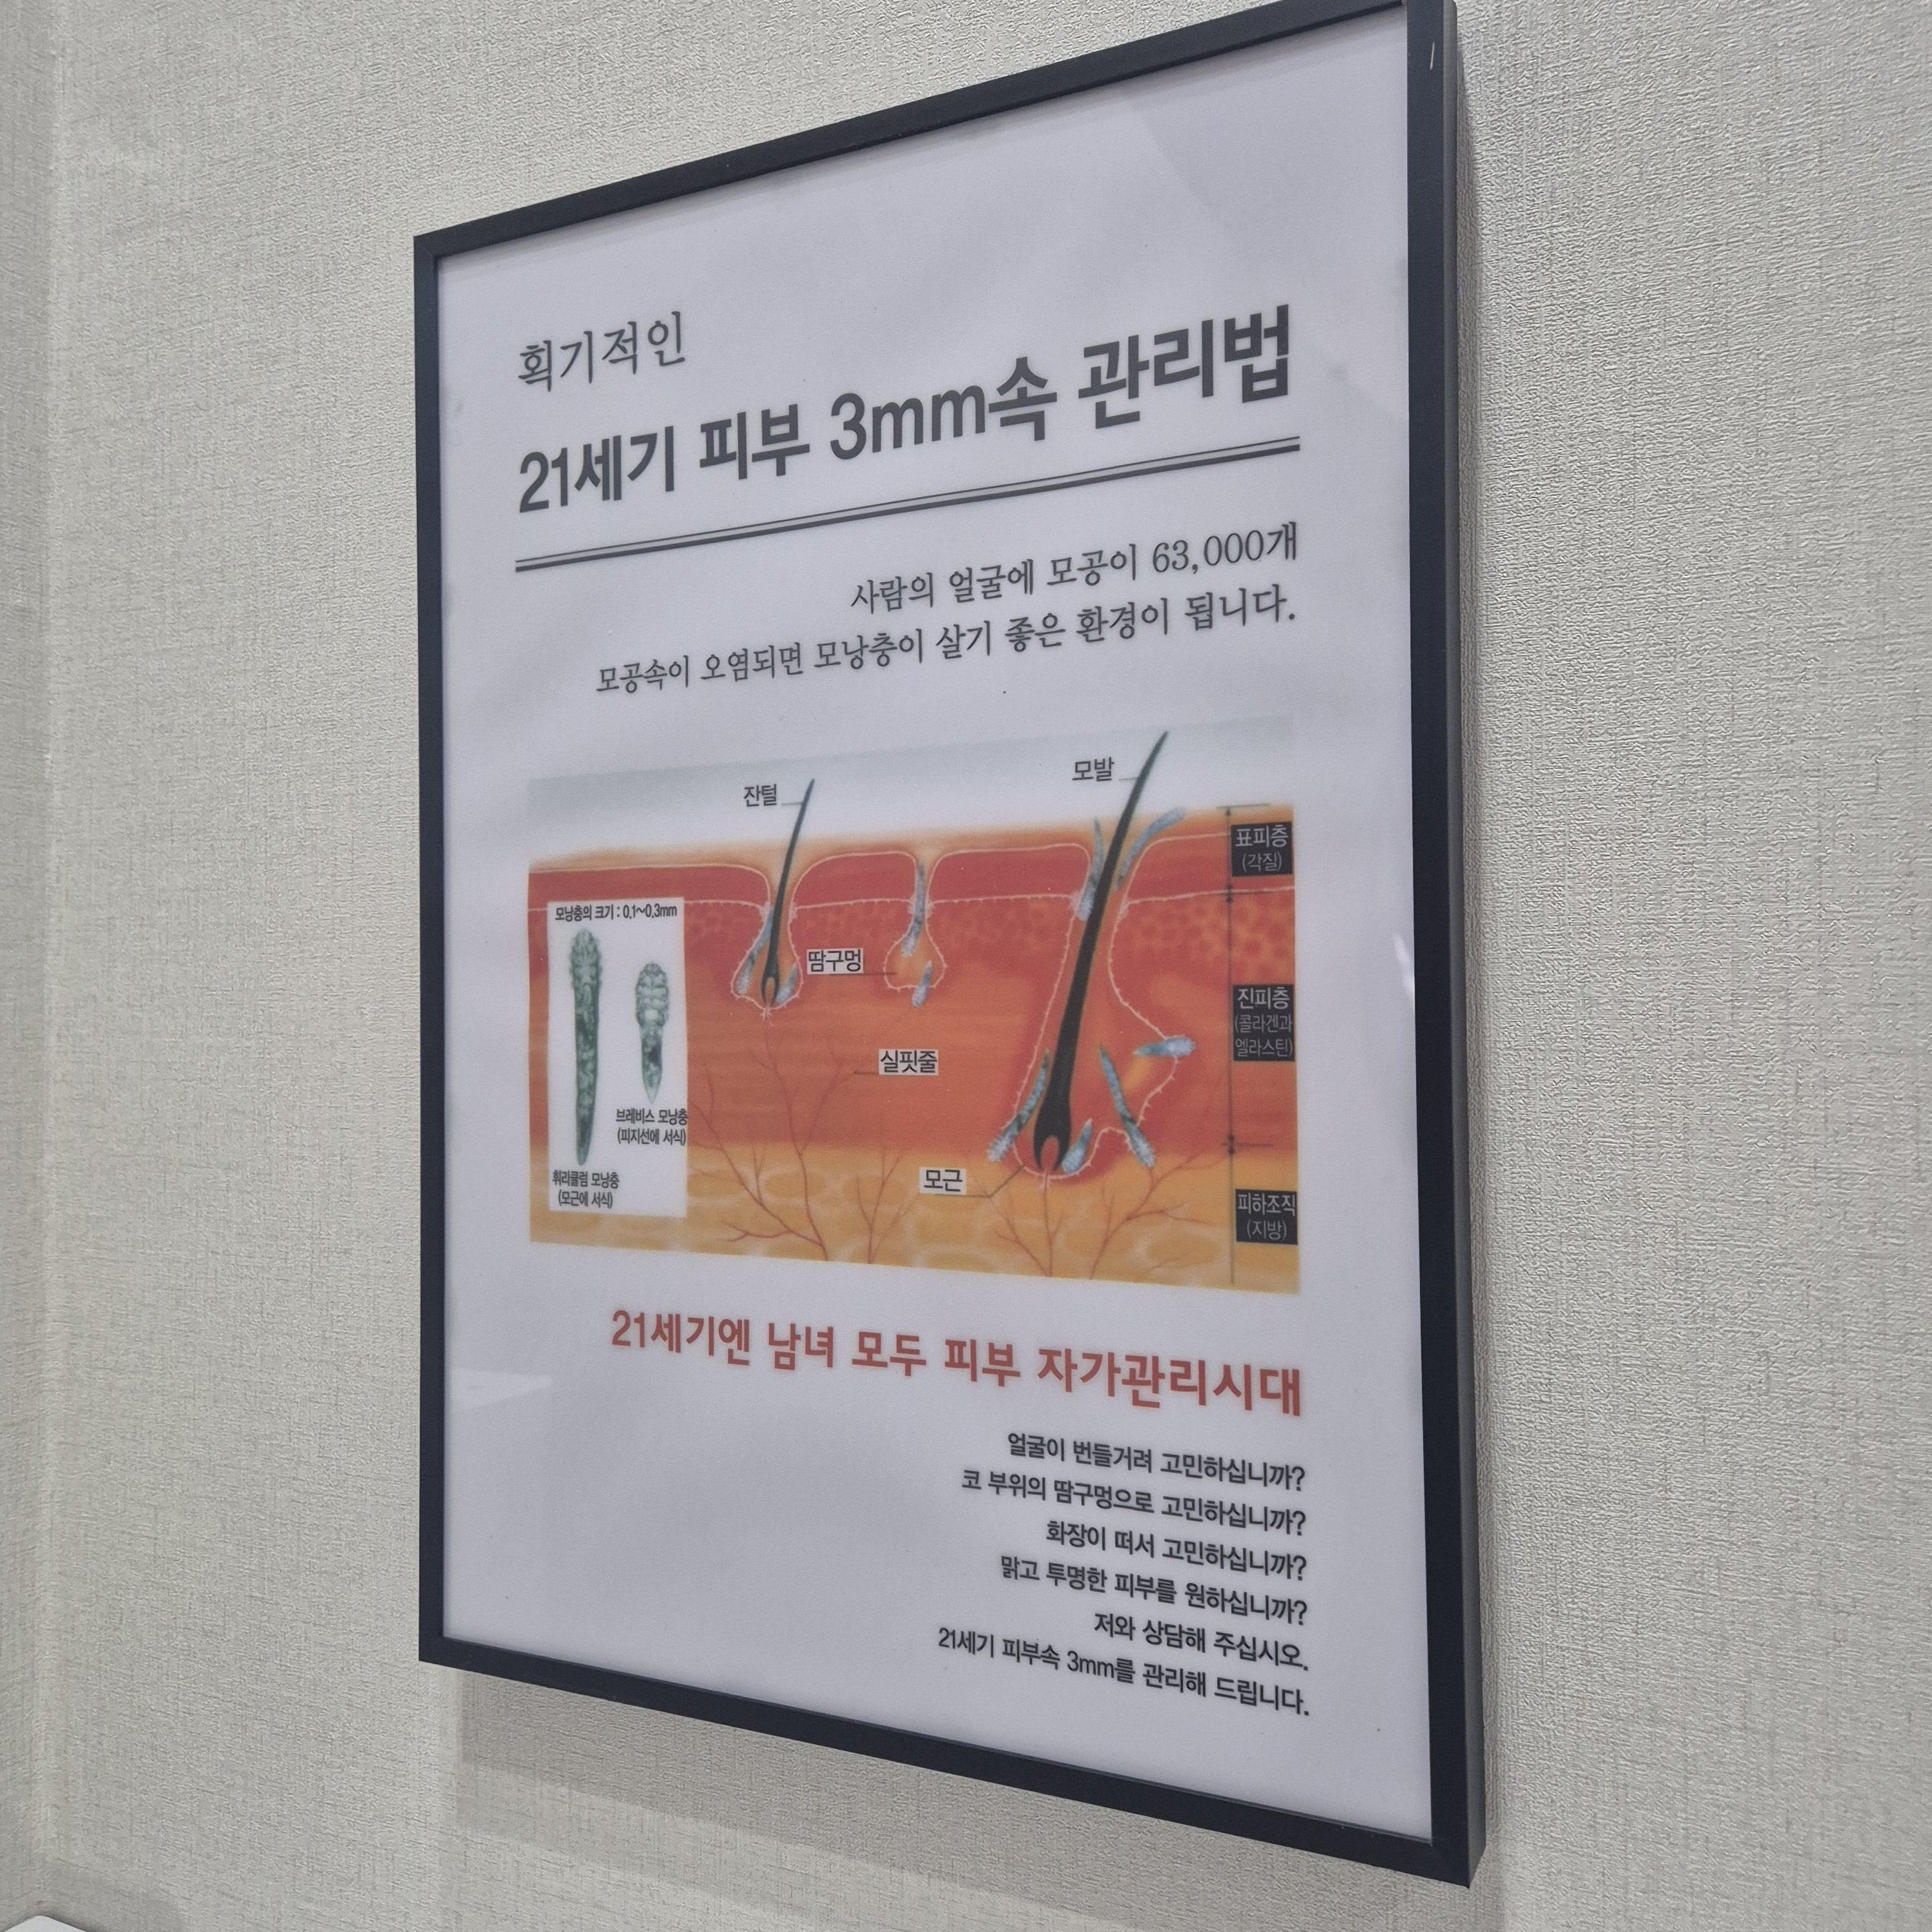 획기적인
21세기 피부 3mm속 관리법
사람의 얼굴에 모공이 63,000개
모공속이 오염되면 모낭충이 살기 좋은 환경이 됩니다.
잔털
모발
표피층
(각질)
모낭충의 크기 : 0.1~0.3mm
땀구멍
진피층
(콜라겐과
엘라스틴)
실핏줄
브레비스 모낭충
(피지선에 서식)
훠리큘럼 모낭충
(모근에 서식)
모근
피하조직
(지방)
21세기엔 남녀 모두 피부 자가관리시대
얼굴이 번들거려 고민하십니까?
코 부위의 땀구멍으로 고민하십니까?
화장이 떠서 고민하십니까?
맑고 투명한 피부를 원하십니까?
저와 상담해 주십시오.
21세기 피부속 3mm를 관리해 드립니다.